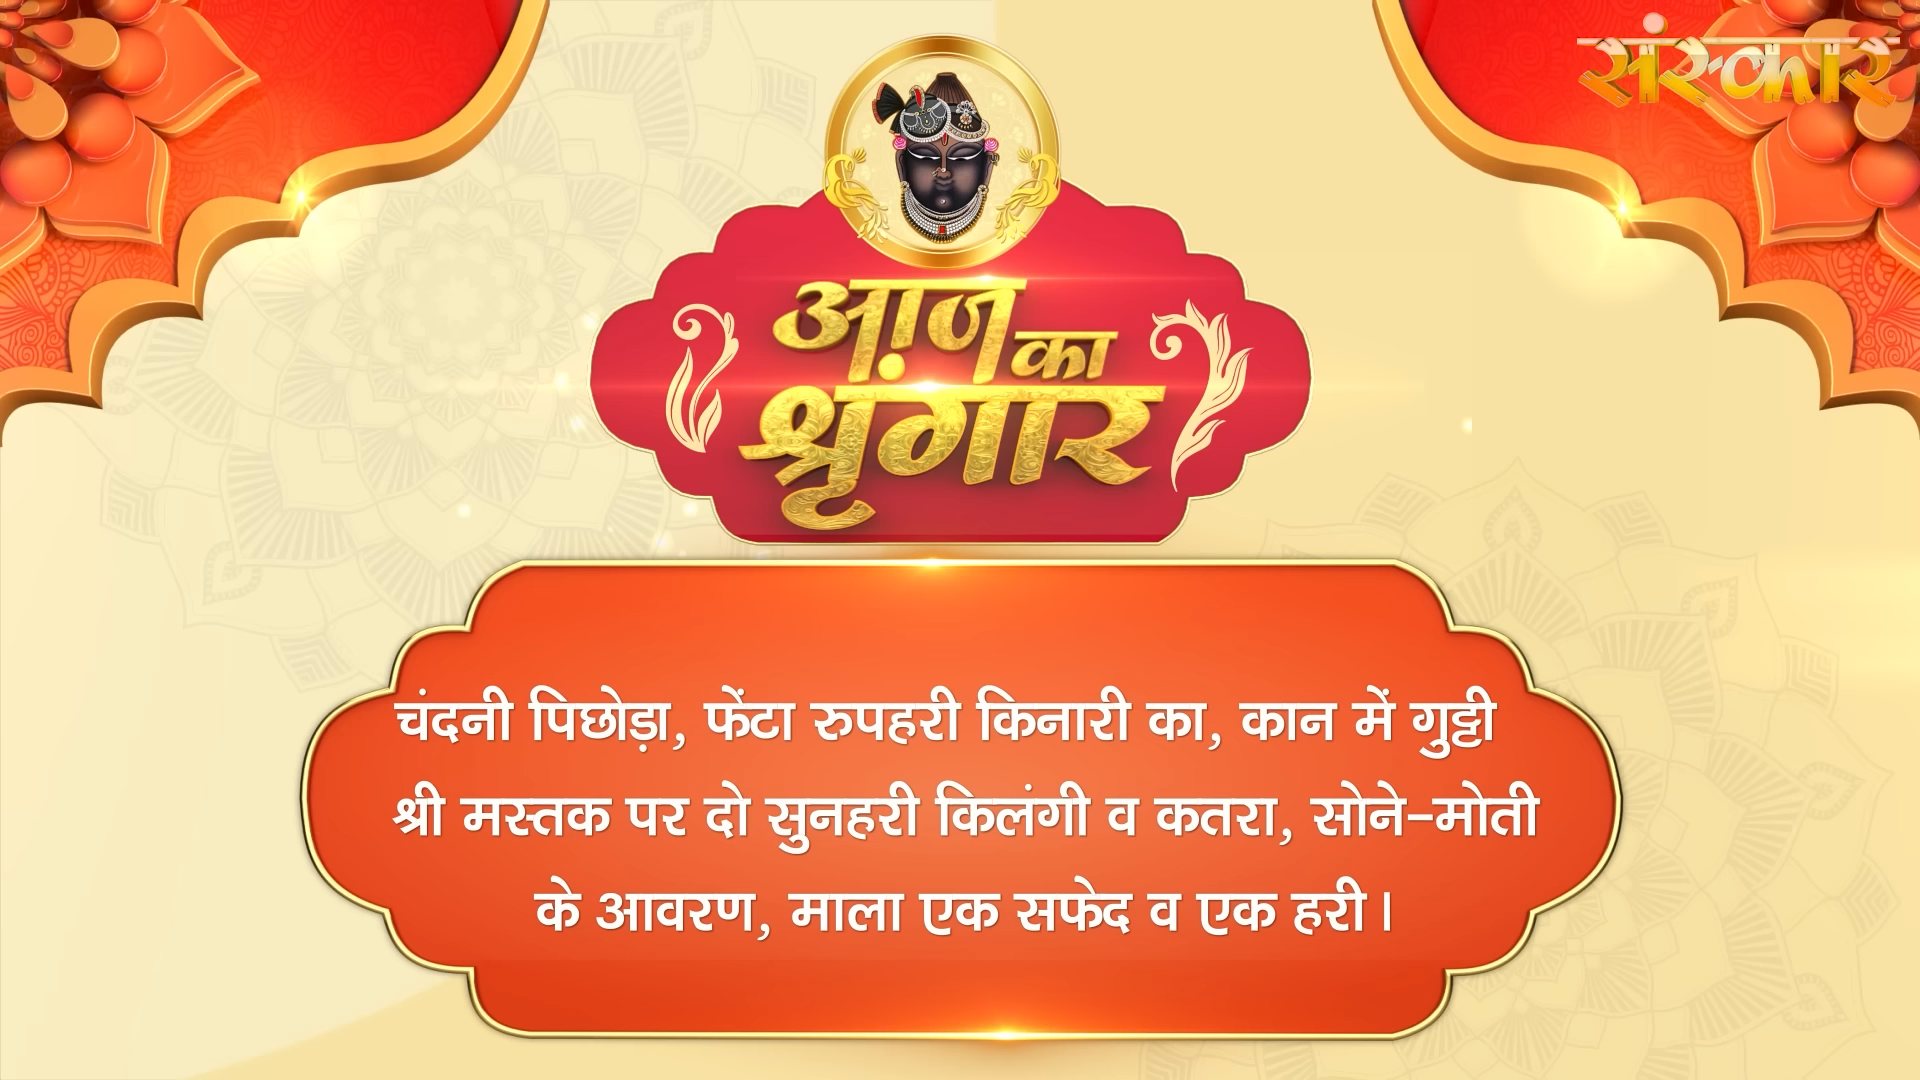 संस्कार
आज का
श्रृगार
चंदनी पिछोड़ा, फेंटा रुपहरी किनारी का, कान में गुट्टी
श्री मस्तक पर दो सुनहरी किलंगी व कतरा, सोने-मोती
के आवरण, माला एक सफेद व एक हरी।